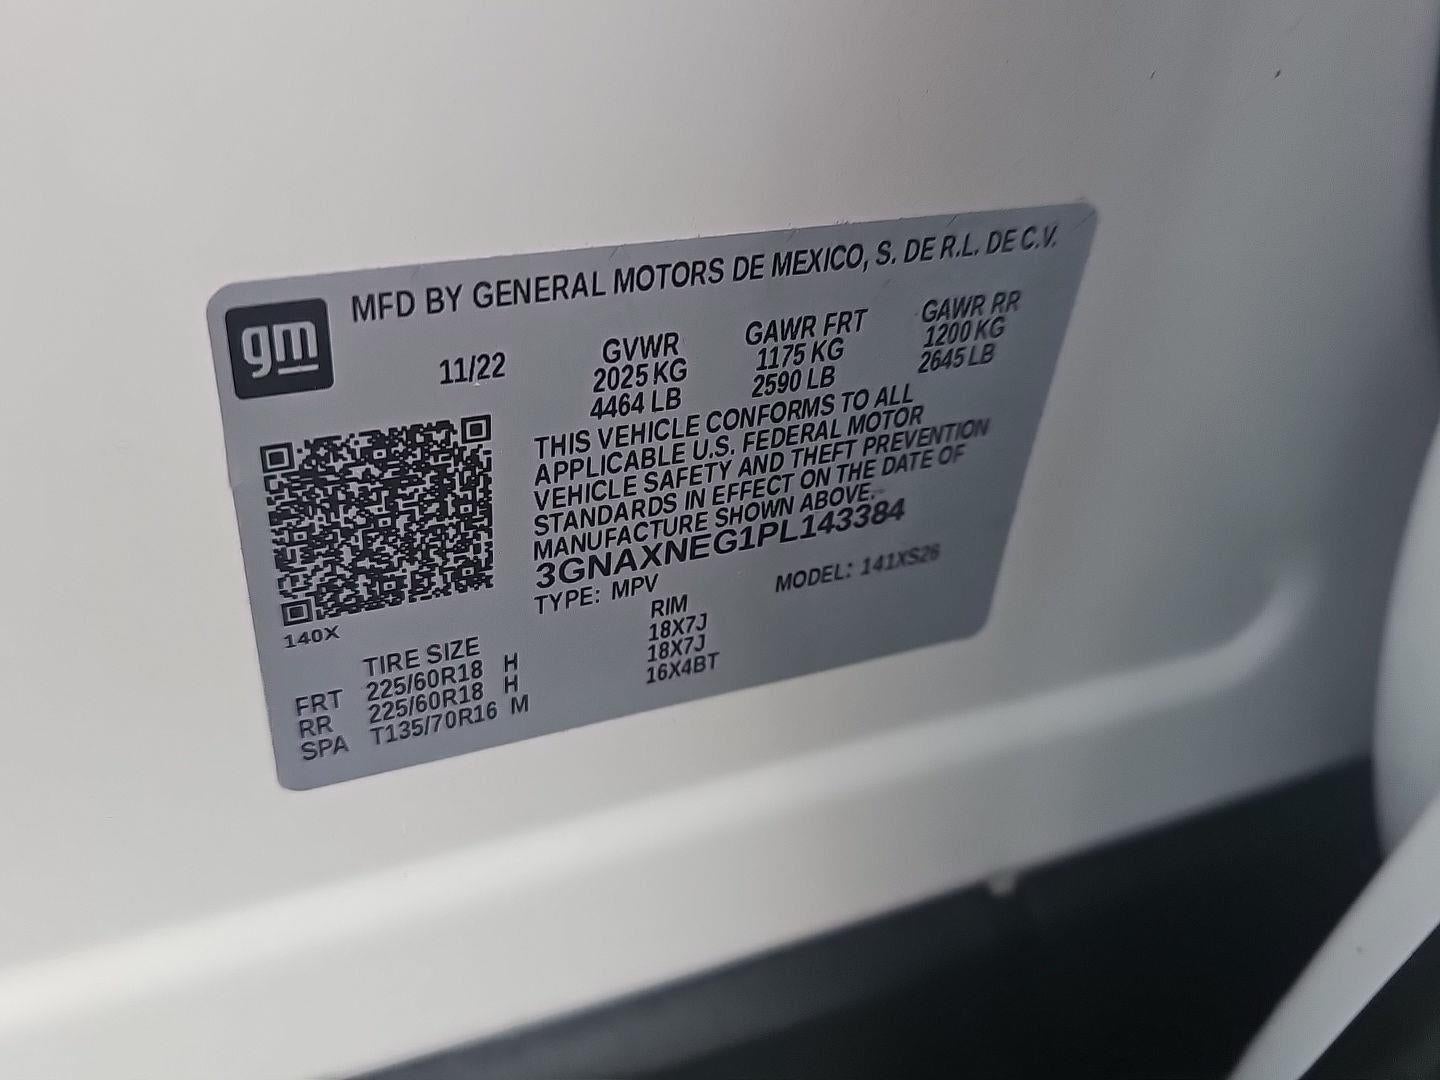 gm
MFD BY GENERAL MOTORS DE MEXICO, S. DE R.L. DE C.V.
11/22
GVWR
2025 KG
4464 LB
GAWR FRT
1175 KG
2590 LB
GAWR RR
1200 KG
2645 LB
THIS VEHICLE CONFORMS TO ALL
APPLICABLE U.S. FEDERAL MOTOR
VEHICLE SAFETY AND THEFT PREVENTION
STANDARDS IN EFFECT ON THE DATE OF
MANUFACTURE SHOWN ABOVE.
3GNAXNEG1PL143384
TYPE: MPV MODEL: 141XS26
140X
TIRE SIZE RIM
FRT 225/60R18 H 18X7J
RR 225/60R18 H 18X7J
SPA T135/70R16 M 16X4BT